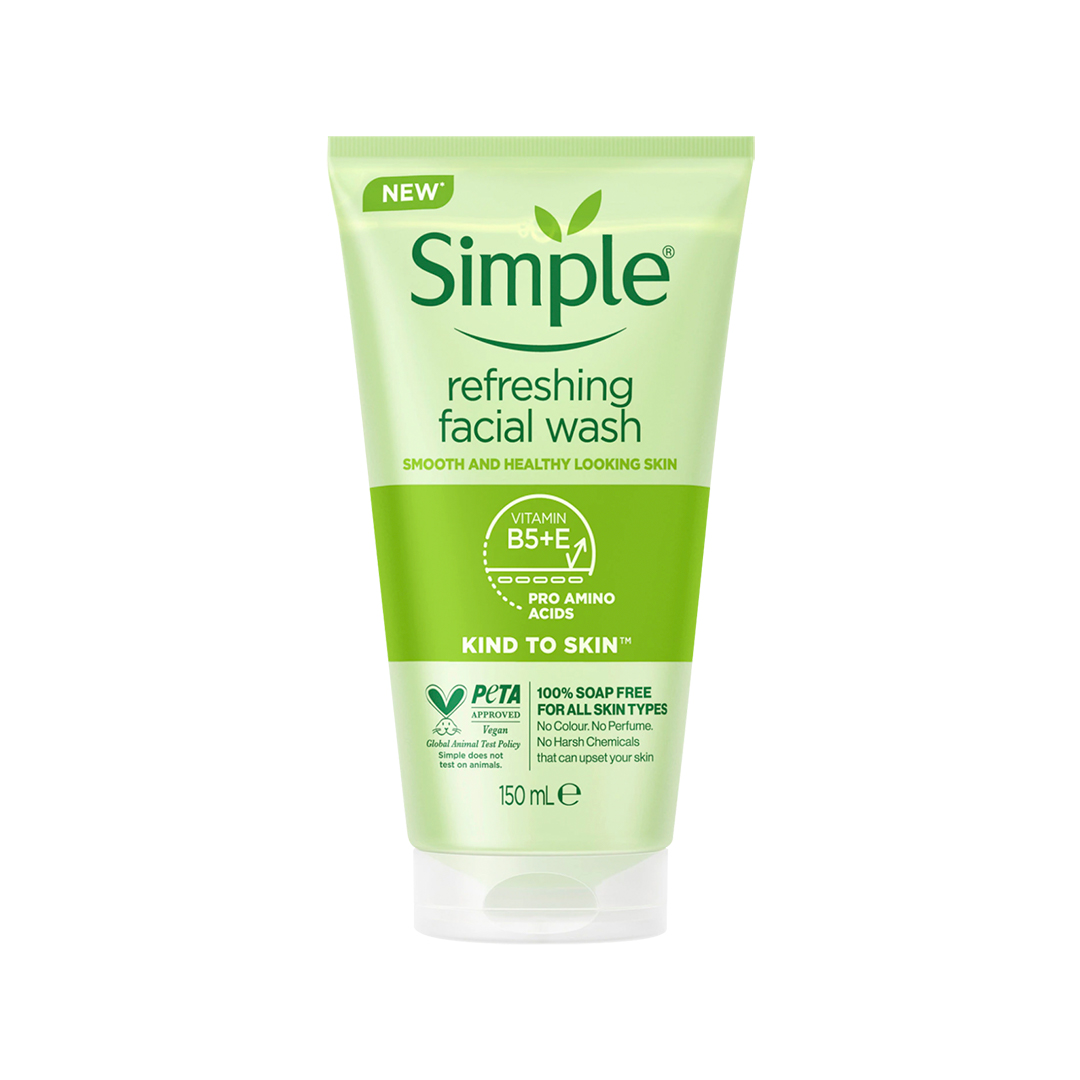 NEW*
Simple®
refreshing
facial wash
SMOOTH AND HEALTHY LOOKING SKIN
VITAMIN
B5+E
PRO AMINO
ACIDS
KIND TO SKIN™
PETA
APPROVED
Vegan
Global Animal Test Policy
Simple does not
test on animals.
100% SOAP FREE
FOR ALL SKIN TYPES
No Colour. No Perfume.
No Harsh Chemicals
that can upset your skin
150 mL ℮